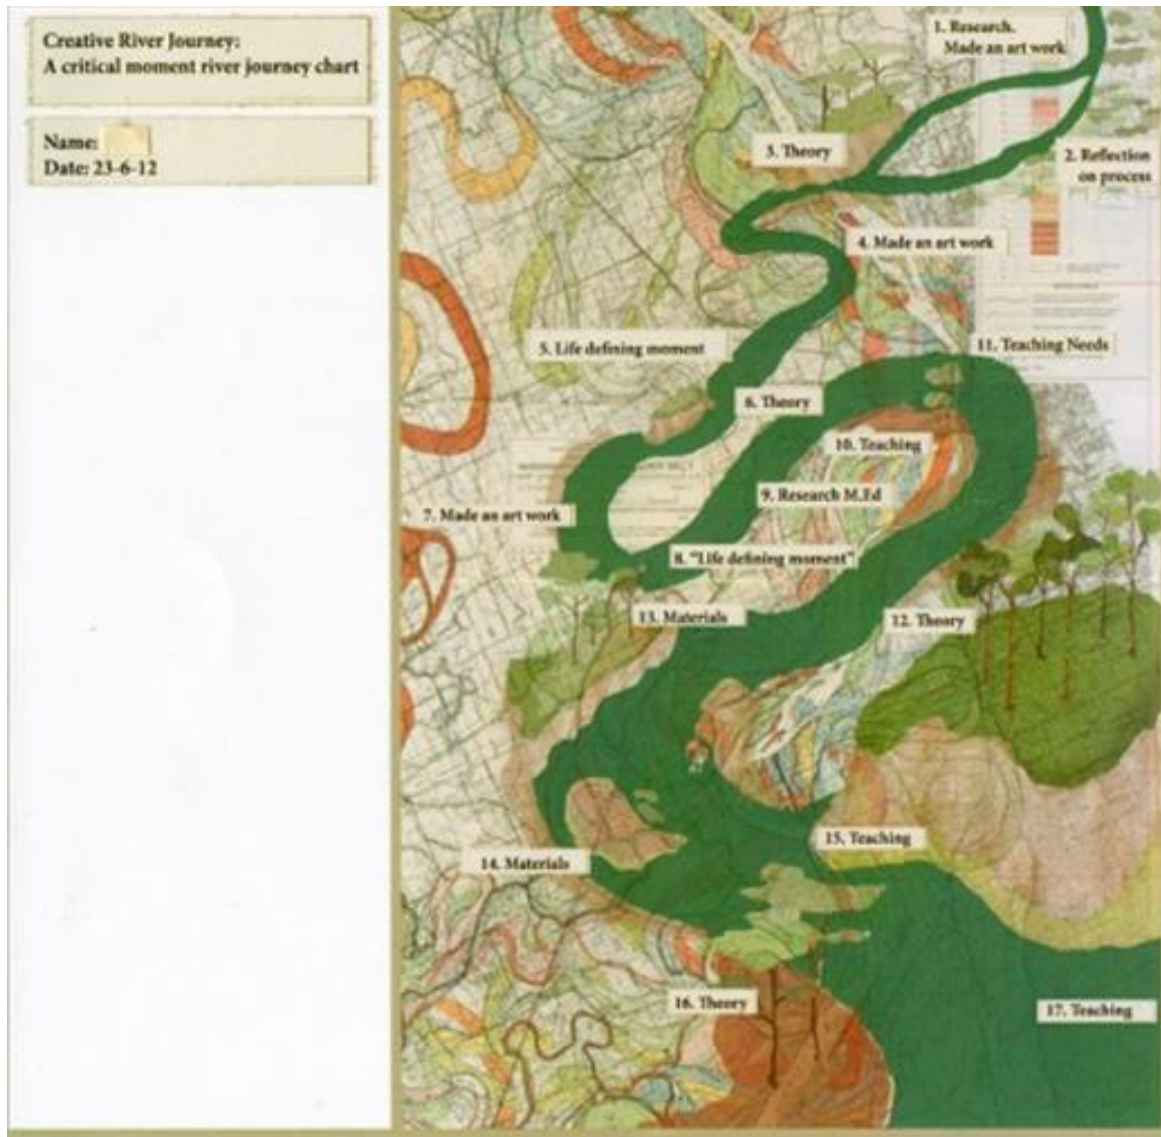 Creative River Journey:
A critical moment river journey chart
Name:
Date: 23-6-12
1. Research.
Made an art work
2. Reflection
on process
3. Theory
4. Made an art work
5. Life defining moment
6. Theory
7. Made an art work
8. "Life defining moment"
9. Research M.Ed
10. Teaching
11. Teaching Needs
12. Theory
13. Materials
14. Materials
15. Teaching
16. Theory
17. Teaching